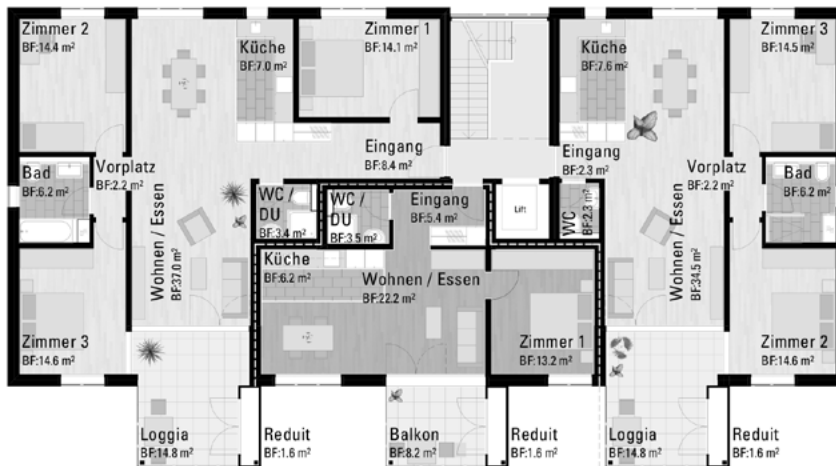 Zimmer 2
BF:14.4 m²
Küche
BF:7.0 m²
Zimmer 1
BF:14.1 m²
Küche
BF:7.6 m²
Zimmer 3
BF:14.5 m²
Eingang
BF:8.4 m²
Eingang
BF:2.3 m²
Bad
BF:6.2 m²
Vorplatz
BF:2.2 m²
Vorplatz
BF:2.2 m²
Bad
BF:6.2 m²
Wohnen / Essen
BF:37.0 m²
WC /
DU
BF:3.4 m²
WC /
DU
BF:3.5 m²
Eingang
BF:5.4 m²
Lift
WC
BF:2.3 m²
Wohnen / Essen
BF:34.5 m²
Küche
BF:6.2 m²
Wohnen / Essen
BF:22.2 m²
Zimmer 3
BF:14.6 m²
Zimmer 1
BF:13.2 m²
Zimmer 2
BF:14.6 m²
Loggia
BF:14.8 m²
Reduit
BF:1.6 m²
Balkon
BF:8.2 m²
Reduit
BF:1.6 m²
Loggia
BF:14.8 m²
Reduit
BF:1.6 m²